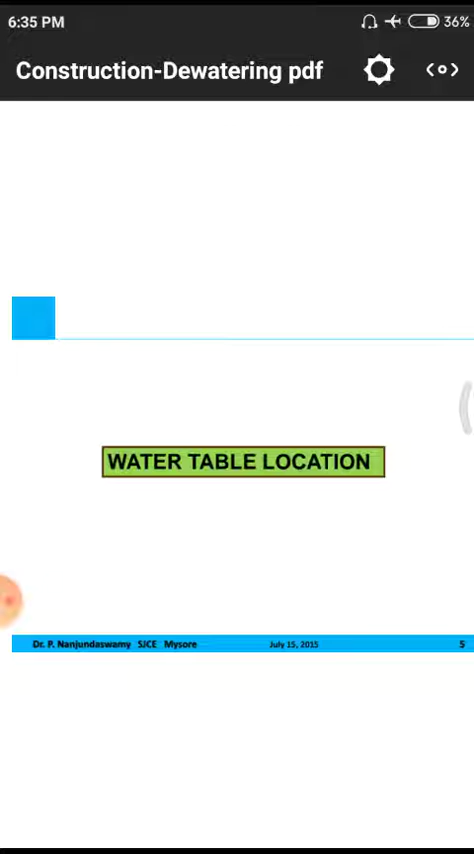 6:35 PM 36%
Construction-Dewatering pdf
WATER TABLE LOCATION
Dr. P. Nanjundaswamy SJCE Mysore July 15, 2015 5